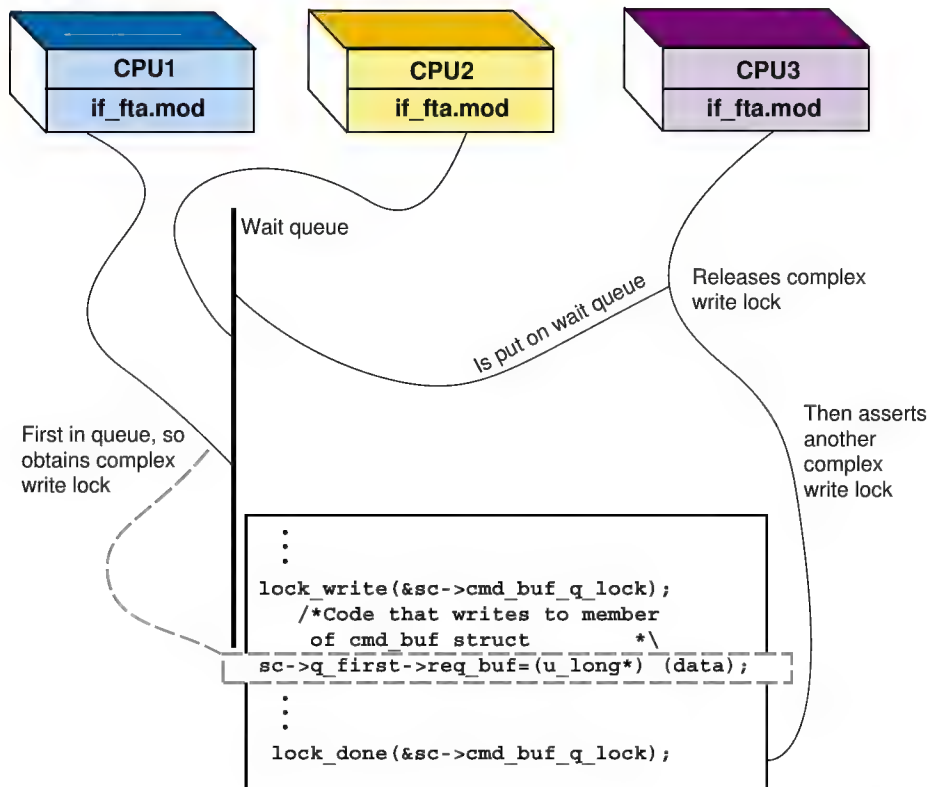 CPU1
if_fta.mod
CPU2
if_fta.mod
CPU3
if_fta.mod
Wait queue
Is put on wait queue
Releases complex
write lock
First in queue, so
obtains complex
write lock
Then asserts
another
complex
write lock
lock_write(&sc->cmd_buf_q_lock);
/*Code that writes to member
of cmd_buf struct *\
sc->q_first->req_buf=(u_long*) (data);
lock_done(&sc->cmd_buf_q_lock);